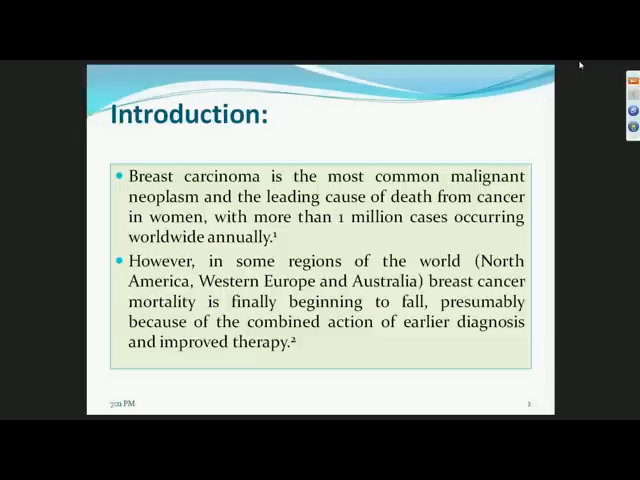 Introduction:
Breast carcinoma is the most common malignant
neoplasm and the leading cause of death from cancer
in women, with more than 1 million cases occurring
worldwide annually.¹
However, in some regions of the world (North
America, Western Europe and Australia) breast cancer
mortality is finally beginning to fall, presumably
because of the combined action of earlier diagnosis
and improved therapy.²
7:21 PM
2